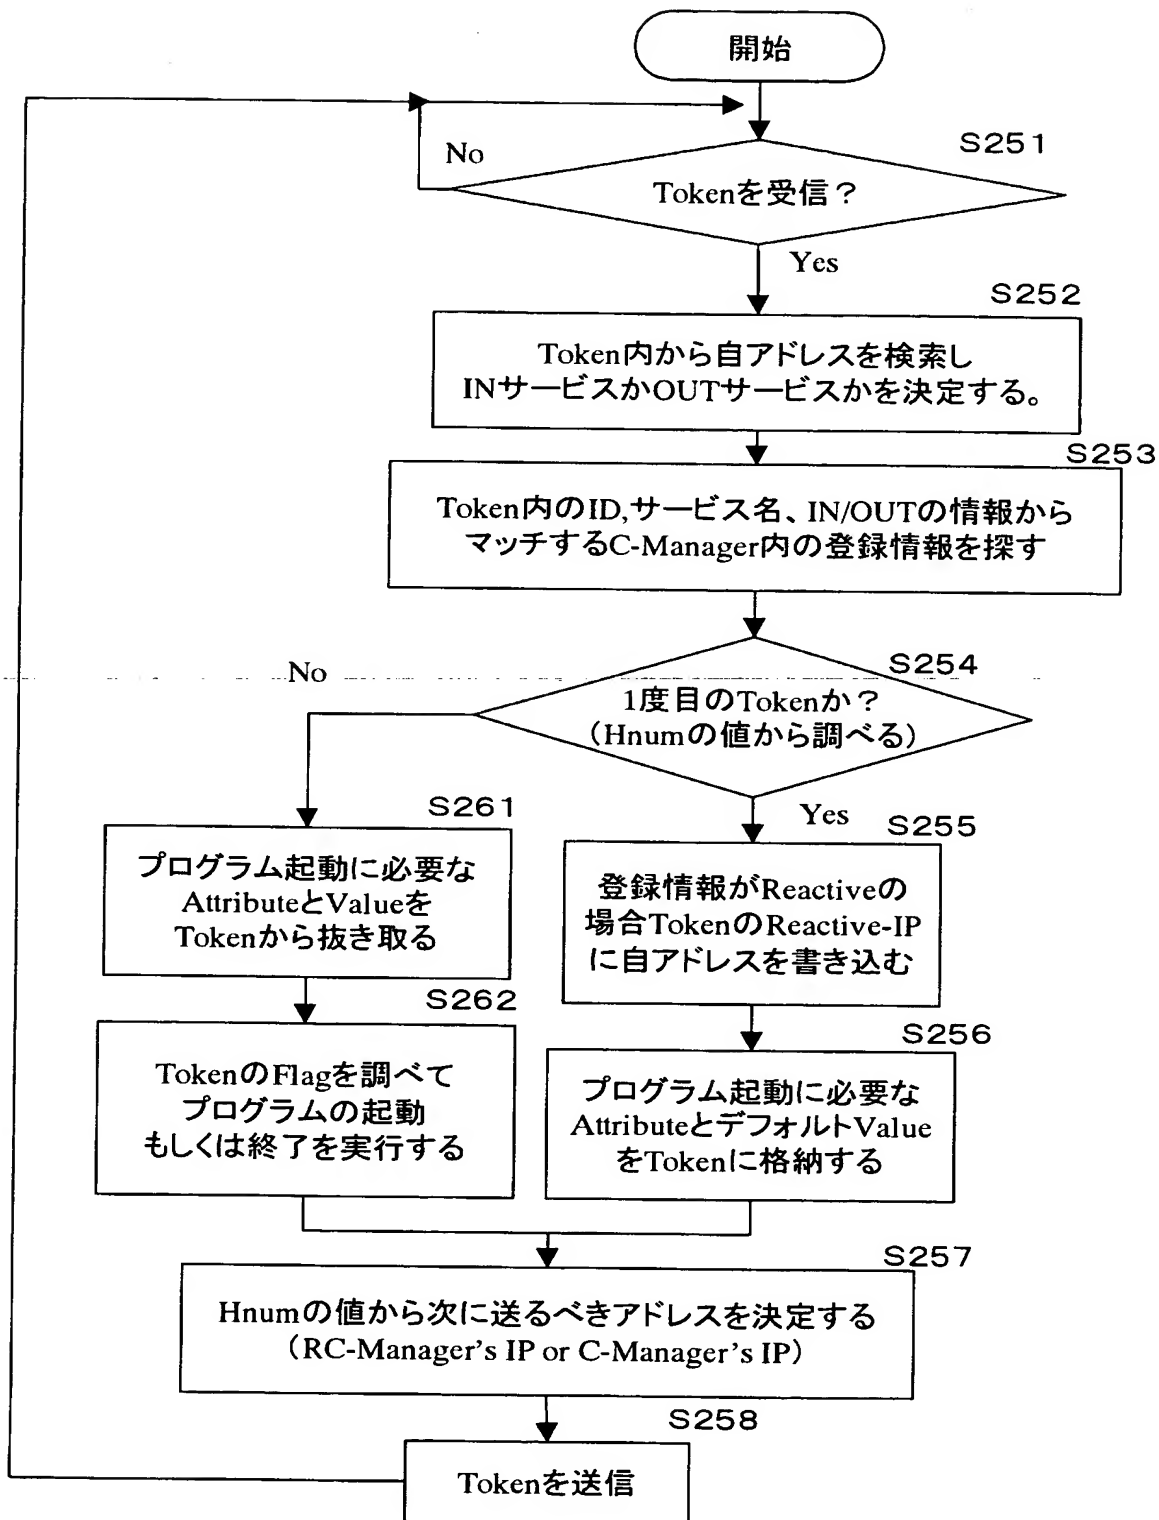 開始
S251
No
Tokenを受信？
Yes
S252
Token内から自アドレスを検索し
INサービスかOUTサービスかを決定する。
S253
Token内のID,サービス名、IN/OUTの情報から
マッチするC-Manager内の登録情報を探す
S254
No
1度目のTokenか？
（Hnumの値から調べる）
Yes
S261
プログラム起動に必要な
AttributeとValueを
Tokenから抜き取る
S255
登録情報がReactiveの
場合TokenのReactive-IP
に自アドレスを書き込む
S262
TokenのFlagを調べて
プログラムの起動
もしくは終了を実行する
S256
プログラム起動に必要な
AttributeとデフォルトValue
をTokenに格納する
S257
Hnumの値から次に送るべきアドレスを決定する
（RC-Manager's IP or C-Manager's IP）
S258
Tokenを送信